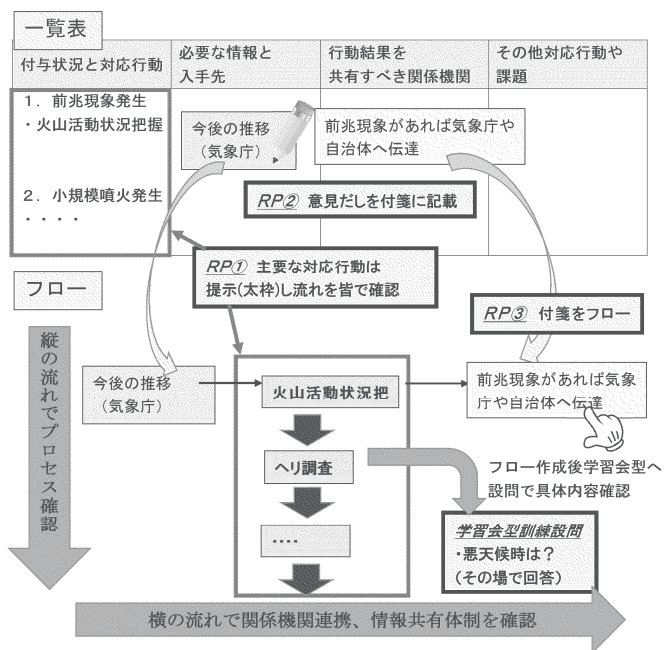 一覧表
付与状況と対応行動
必要な情報と
入手先
行動結果を
共有すべき関係機関
その他対応行動や
課題
1．前兆現象発生
・火山活動状況把握
2．小規模噴火発生
・・・・
今後の推移
（気象庁）
前兆現象があれば気象庁や
自治体へ伝達
RP② 意見だしを付箋に記載
RP① 主要な対応行動は
提示(太枠)し流れを皆で確認
フロー
RP③ 付箋をフロー
縦の流れでプロセス確認
今後の推移
（気象庁）
火山活動状況把
前兆現象があれば気象
庁や自治体へ伝達
ヘリ調査
・・・・
フロー作成後学習会型へ
設問で具体内容確認
学習会型訓練設問
・悪天候時は？
（その場で回答）
横の流れで関係機関連携、情報共有体制を確認